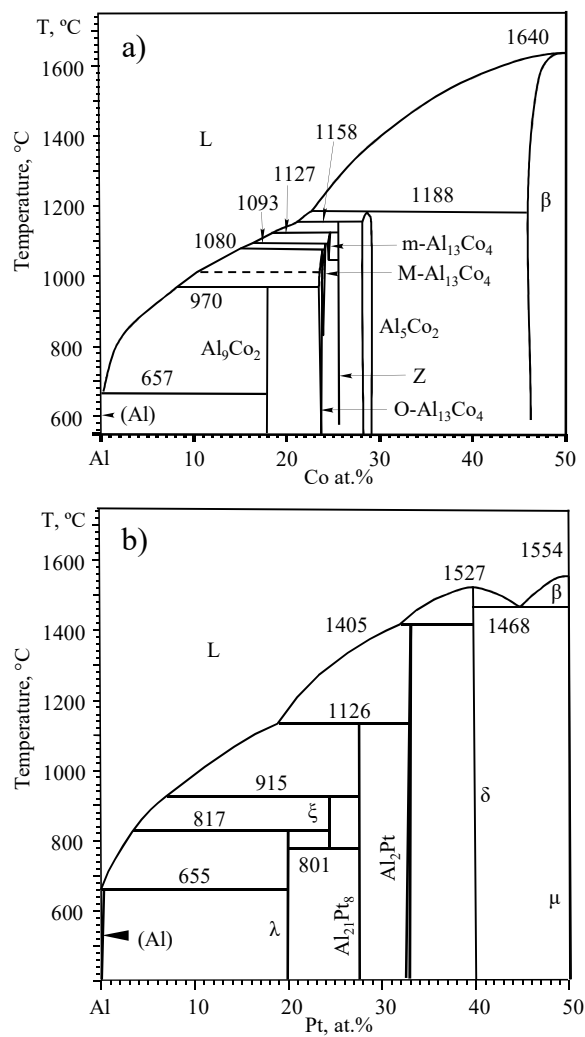 T, ºC
a)
1640
1600
1158
1400
L
1127
1188
β
1093
1200
1080
m-Al₁₃Co₄
M-Al₁₃Co₄
1000
970
Al₉Co₂
Al₅Co₂
800
657
Z
600
(Al)
O-Al₁₃Co₄
Temperature, °C
Al
10
20
30
40
50
Co at.%
T, ºC
b)
1554
1600
1527
β
1405
1468
1400
L
1200
1126
1000
915
ξ
δ
817
800
801
Al₂Pt
655
Al₂₁Pt₈
600
(Al)
λ
μ
Temperature, °C
Al
10
20
30
40
50
Pt, at.%